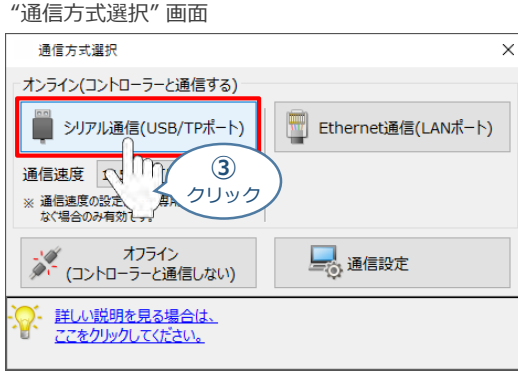 “通信方式選択” 画面
通信方式選択
オンライン(コントローラーと通信する)
シリアル通信(USB/TPポート)
Ethernet通信(LANポート)
通信速度
③
クリック
※ 通信速度の設定
なぐ場合のみ有効です。
オフライン
(コントローラーと通信しない)
通信設定
詳しい説明を見る場合は、
ここをクリックしてください。